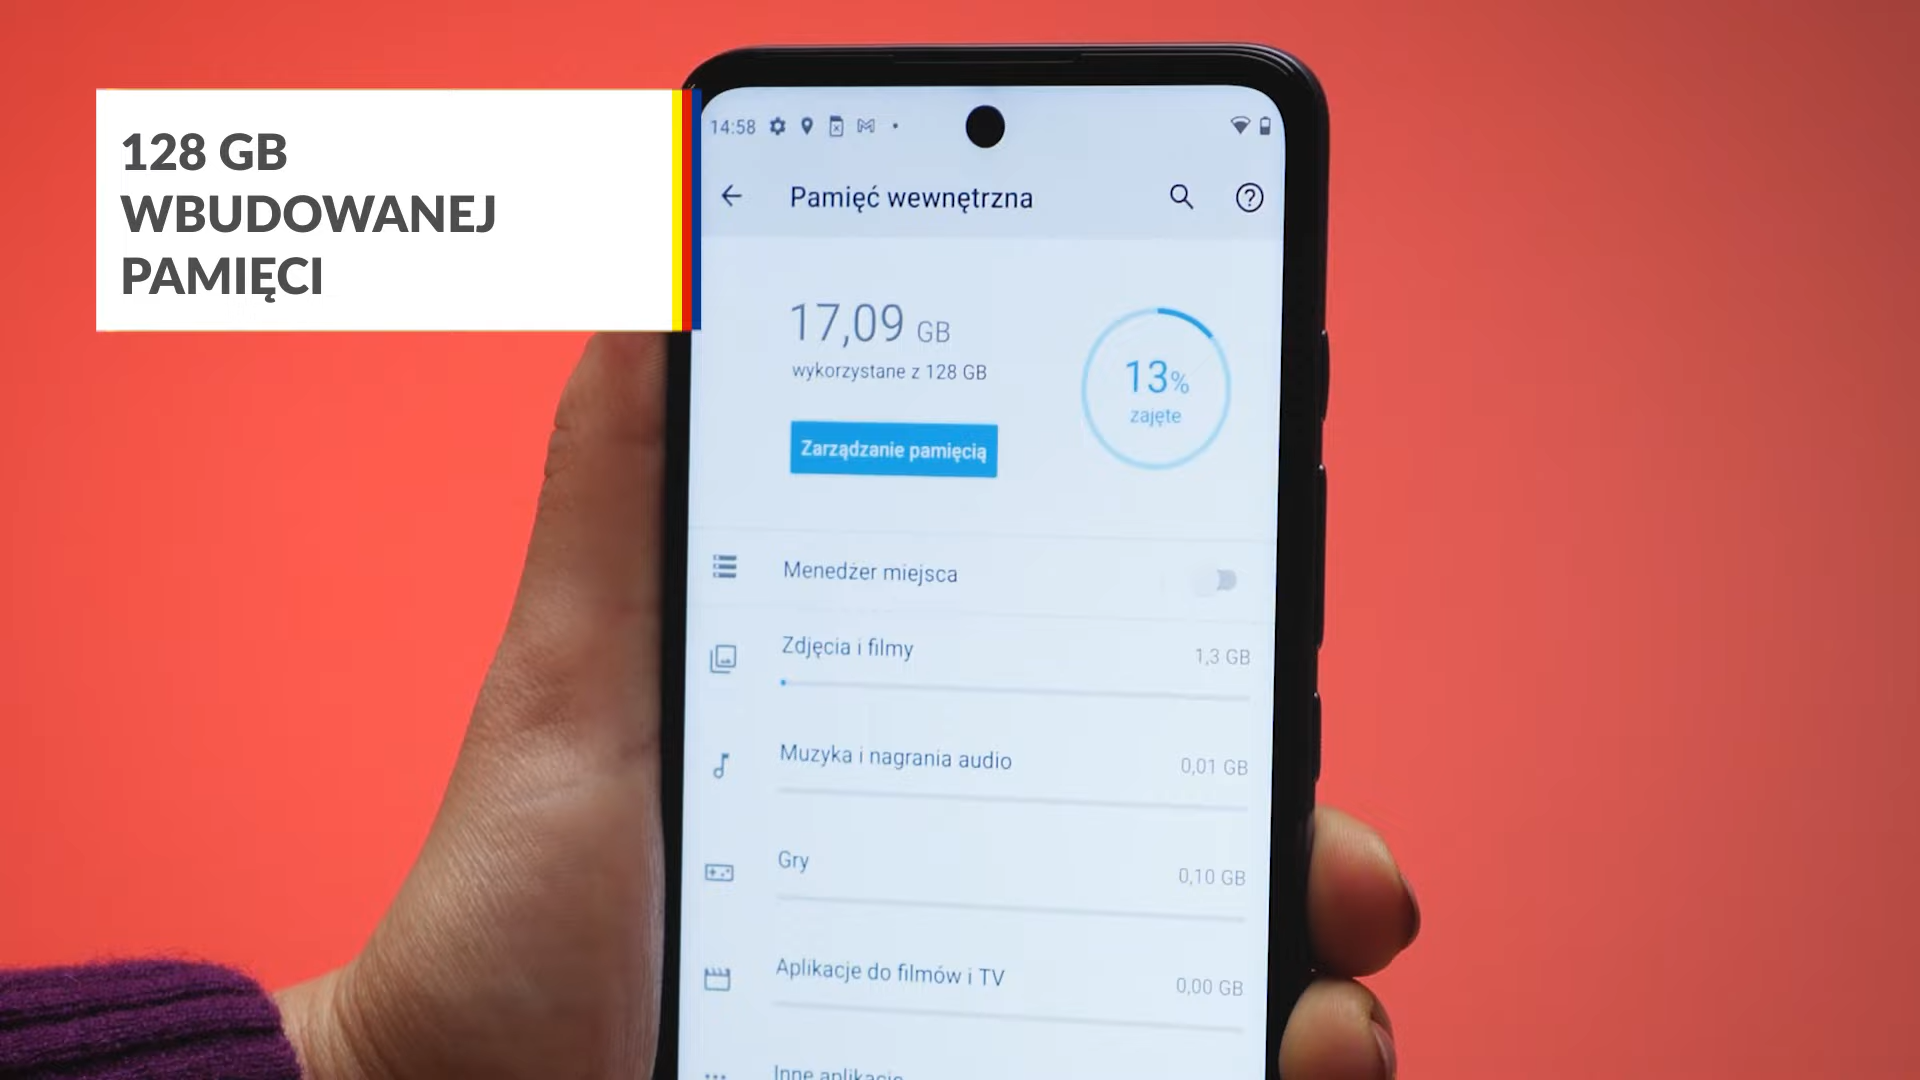 128 GB
WBUDOWANEJ
PAMIĘCI
14:58
Pamięć wewnętrzna
17,09 GB
wykorzystane z 128 GB
13%
zajęte
Zarządzanie pamięcią
Menedżer miejsca
Zdjęcia i filmy
1,3 GB
Muzyka i nagrania audio
0,01 GB
Gry
0,10 GB
Aplikacje do filmów i TV
0,00 GB
Inne aplikacje